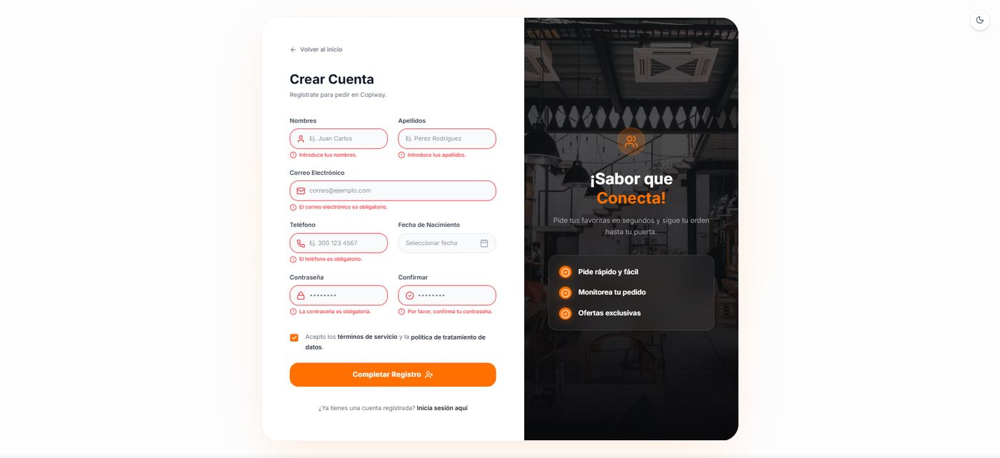 Volver al inicio
Crear Cuenta
Regístrate para pedir en Copiway.
Nombres
Apellidos
Ej. Juan Carlos
Ej. Pérez Rodríguez
Introduce tus nombres.
Introduce tus apellidos.
Correo Electrónico
correo@ejemplo.com
El correo electrónico es obligatorio.
Teléfono
Fecha de Nacimiento
Ej. 300 123 4567
Seleccionar fecha
El teléfono es obligatorio.
Contraseña
Confirmar
••••••••
••••••••
La contraseña es obligatoria.
Por favor, confirma tu contraseña.
Acepto los términos de servicio y la política de tratamiento de
datos.
Completar Registro
¿Ya tienes una cuenta registrada? Inicia sesión aquí
¡Sabor que
Conecta!
Pide tus favoritas en segundos y sigue tu orden
hasta tu puerta.
Pide rápido y fácil
Monitorea tu pedido
Ofertas exclusivas